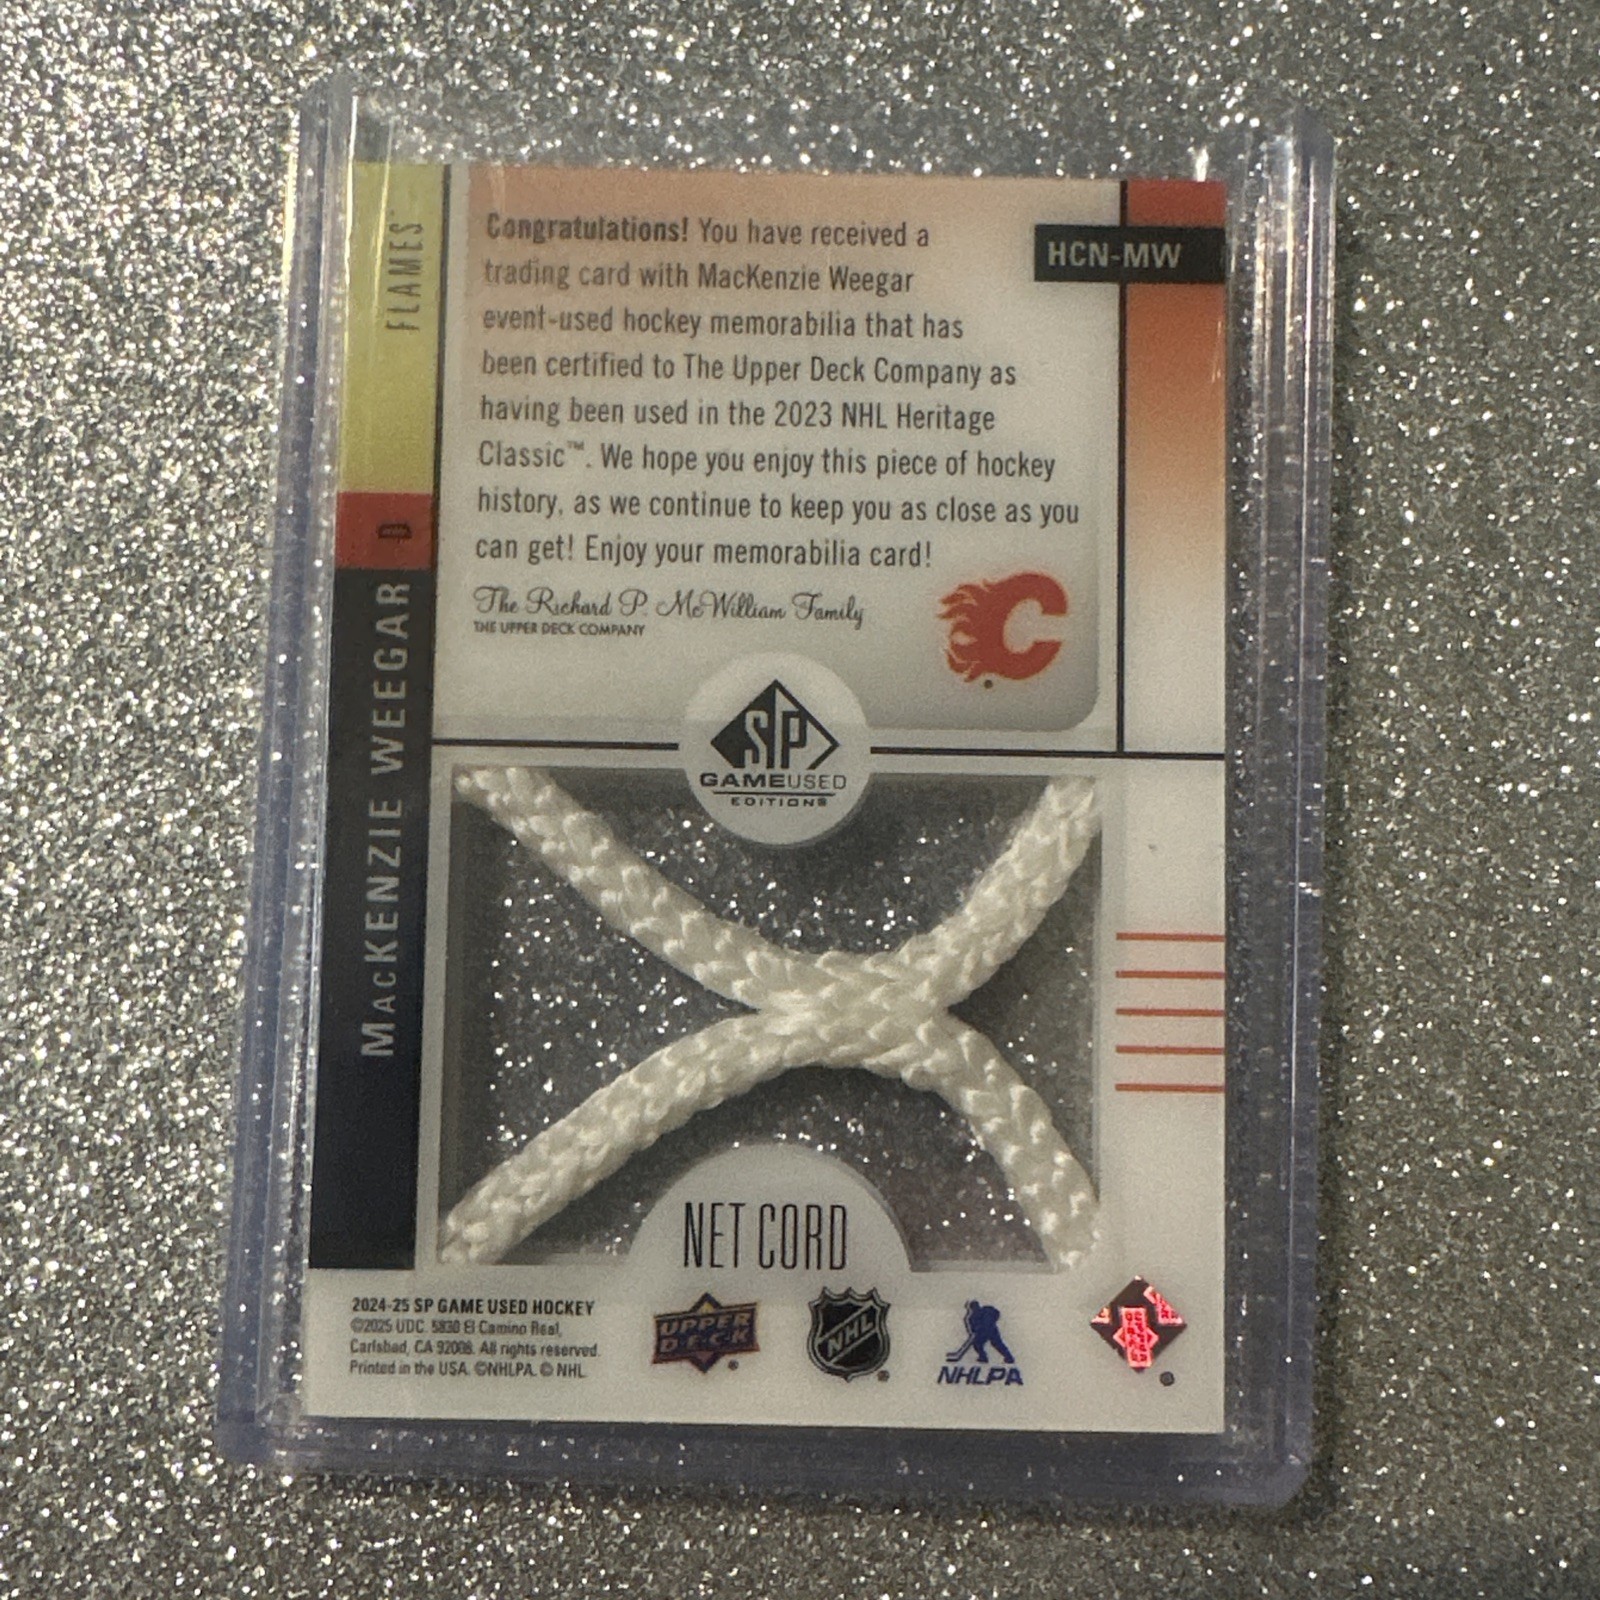 FLAMES
D
MACKENZIE WEEGAR
HCN-MW
Congratulations! You have received a
trading card with MacKenzie Weegar
event-used hockey memorabilia that has
been certified to The Upper Deck Company as
having been used in the 2023 NHL Heritage
Classic™. We hope you enjoy this piece of hockey
history, as we continue to keep you as close as you
can get! Enjoy your memorabilia card!
The Richard P. McWilliam Family
THE UPPER DECK COMPANY
C
SP
GAMEUSED
EDITION®
NET CORD
2024-25 SP GAME USED HOCKEY
©2025 UDC. 5830 El Camino Real,
Carlsbad, CA 92008. All rights reserved.
Printed in the USA. ©NHLPA. © NHL
UPPER
DECK
NHL
NHLPA